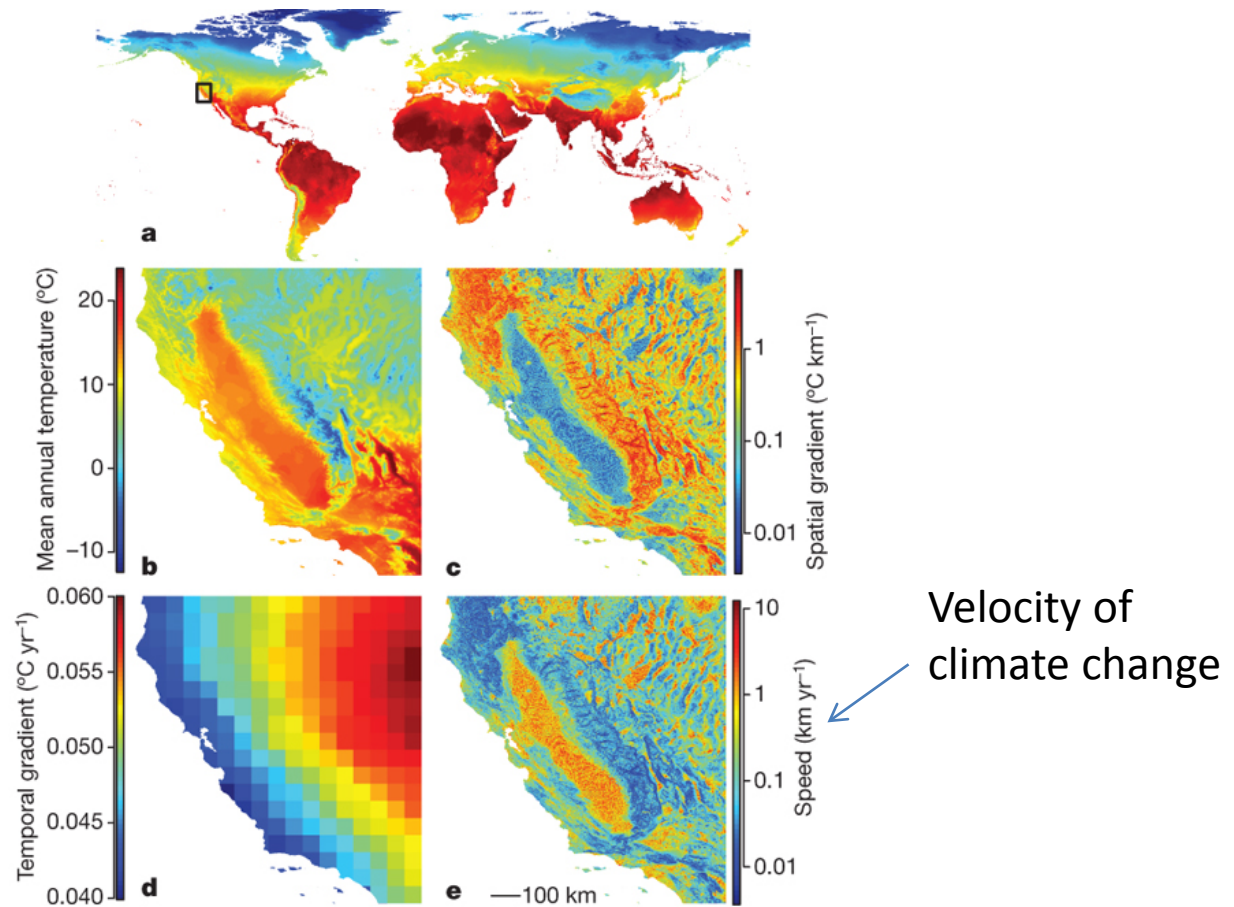 a
Mean annual temperature (°C)
20
10
0
–10
b
c
1
0.1
0.01
Spatial gradient (°C km⁻¹)
Temporal gradient (°C yr⁻¹)
0.060
0.055
0.050
0.045
0.040
d
e
100 km
10
1
0.1
0.01
Speed (km yr⁻¹)
Velocity of
climate change